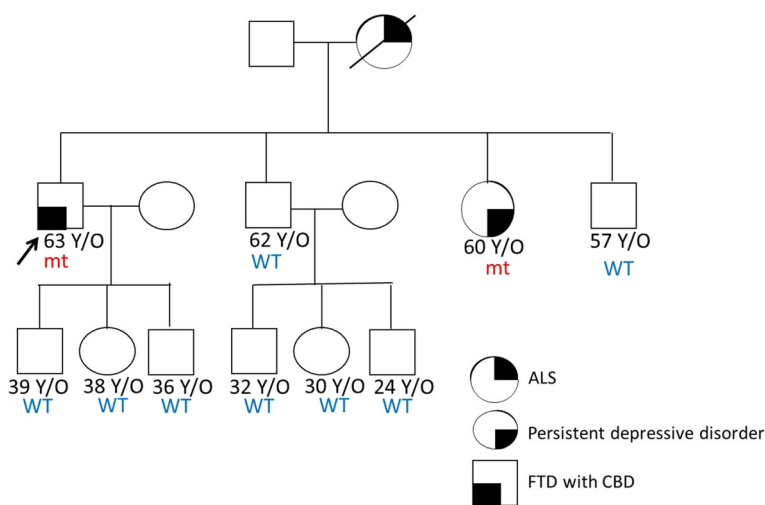 63 Y/O
mt
62 Y/O
WT
60 Y/O
mt
57 Y/O
WT
39 Y/O 38 Y/O 36 Y/O 32 Y/O 30 Y/O 24 Y/O
WT WT WT WT WT WT
ALS
Persistent depressive disorder
FTD with CBD